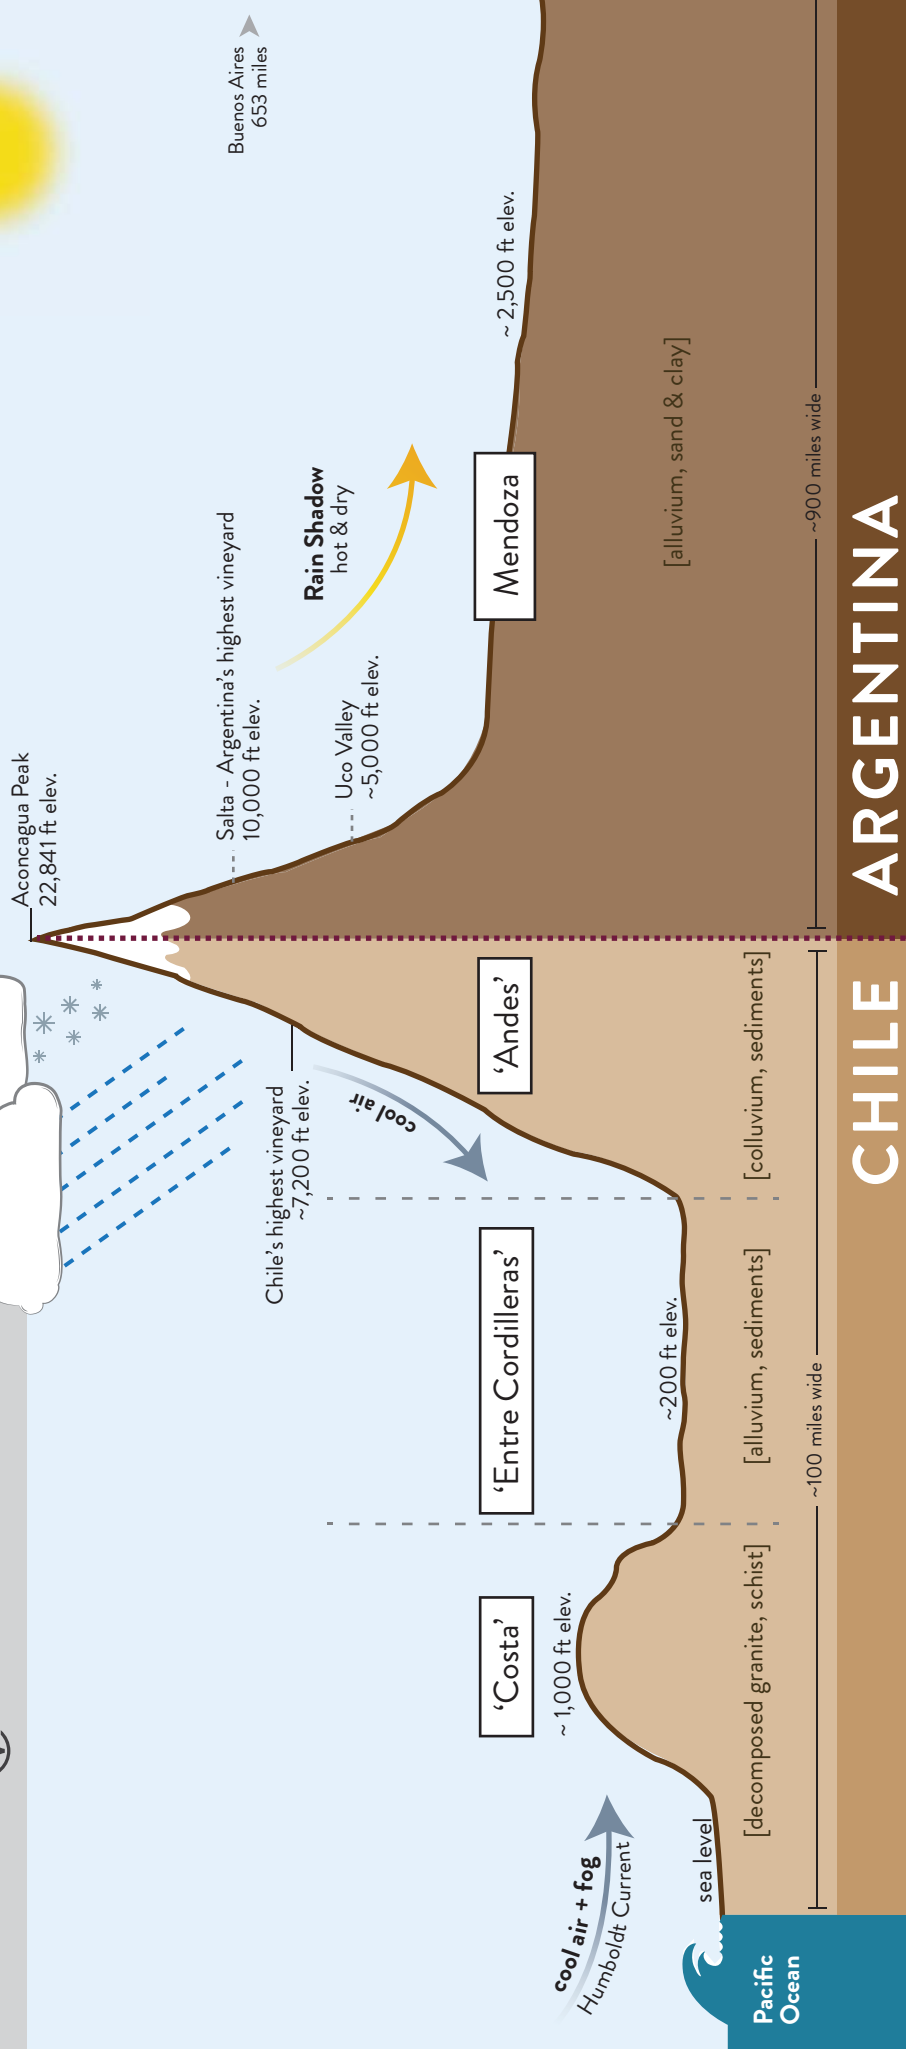 Aconcagua Peak
22,841 ft elev.
Buenos Aires
653 miles
Salta - Argentina's highest vineyard
10,000 ft elev.
Rain Shadow
hot & dry
Chile's highest vineyard
~7,200 ft elev.
cool air
Uco Valley
~5,000 ft elev.
‘Costa’
‘Entre Cordilleras’
‘Andes’
Mendoza
~ 2,500 ft elev.
cool air + fog
Humboldt Current
~ 1,000 ft elev.
~200 ft elev.
sea level
[alluvium, sand & clay]
Pacific
Ocean
[decomposed granite, schist]
[alluvium, sediments]
[colluvium, sediments]
~100 miles wide
~900 miles wide
CHILE
ARGENTINA